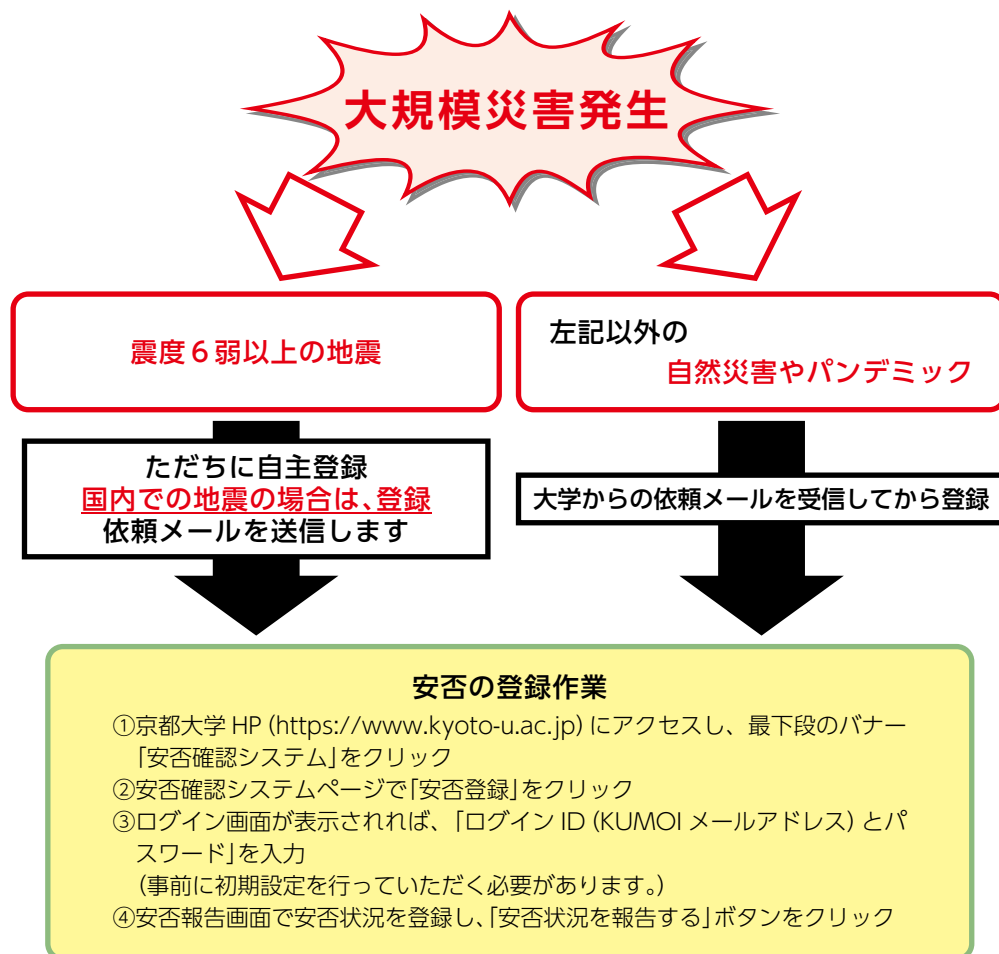 大規模災害発生
震度6弱以上の地震
左記以外の
自然災害やパンデミック
ただちに自主登録
国内での地震の場合は、登録
依頼メールを送信します
大学からの依頼メールを受信してから登録
安否の登録作業
①京都大学 HP (https://www.kyoto-u.ac.jp) にアクセスし、最下段のバナー
「安否確認システム」をクリック
②安否確認システムページで「安否登録」をクリック
③ログイン画面が表示されれば、「ログイン ID (KUMOI メールアドレス) とパ
スワード」を入力
(事前に初期設定を行っていただく必要があります。)
④安否報告画面で安否状況を登録し、「安否状況を報告する」ボタンをクリック